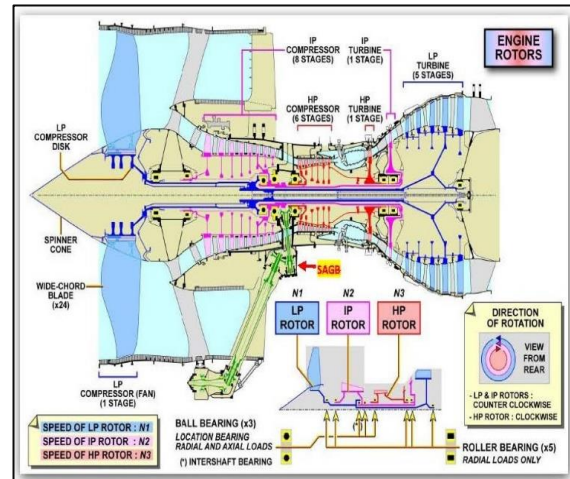 IP
COMPRESSOR
(8 STAGES)
IP
TURBINE
(1 STAGE)
LP
TURBINE
(5 STAGES)
ENGINE
ROTORS
HP
COMPRESSOR
(6 STAGES)
HP
TURBINE
(1 STAGE)
LP
COMPRESSOR
DISK
SPINNER
CONE
WIDE-CHORD
BLADE
(x24)
SAGB
N1
N2
N3
LP
ROTOR
IP
ROTOR
HP
ROTOR
DIRECTION
OF ROTATION
VIEW
FROM
REAR
- LP & IP ROTORS :
COUNTER CLOCKWISE
- HP ROTOR : CLOCKWISE
LP
COMPRESSOR (FAN)
(1 STAGE)
SPEED OF LP ROTOR : N1
SPEED OF IP ROTOR : N2
SPEED OF HP ROTOR : N3
BALL BEARING (x3)
LOCATION BEARING
RADIAL AND AXIAL LOADS
(*) INTERSHAFT BEARING
(*)
ROLLER BEARING (x5)
RADIAL LOADS ONLY